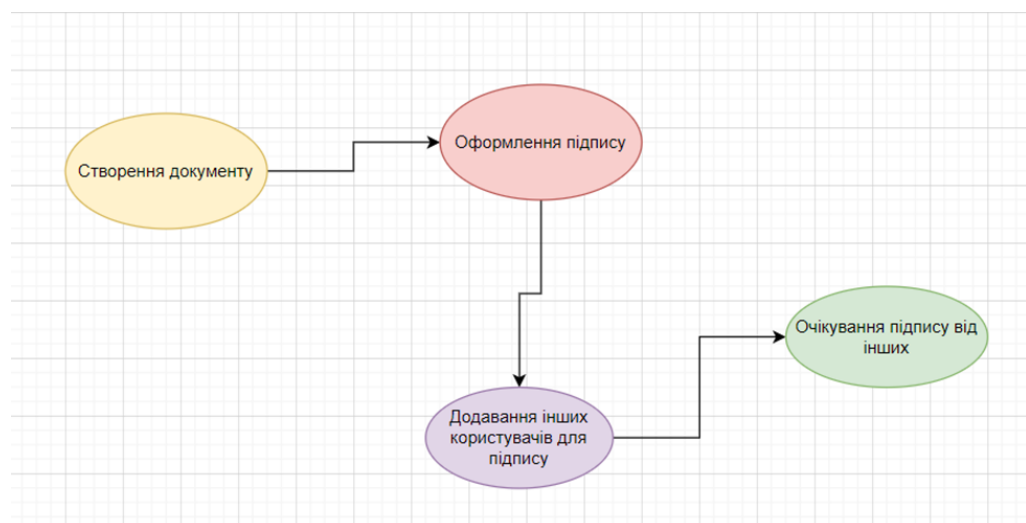 Створення документу
Оформлення підпису
Додавання інших
користувачів для
підпису
Очікування підпису від
інших